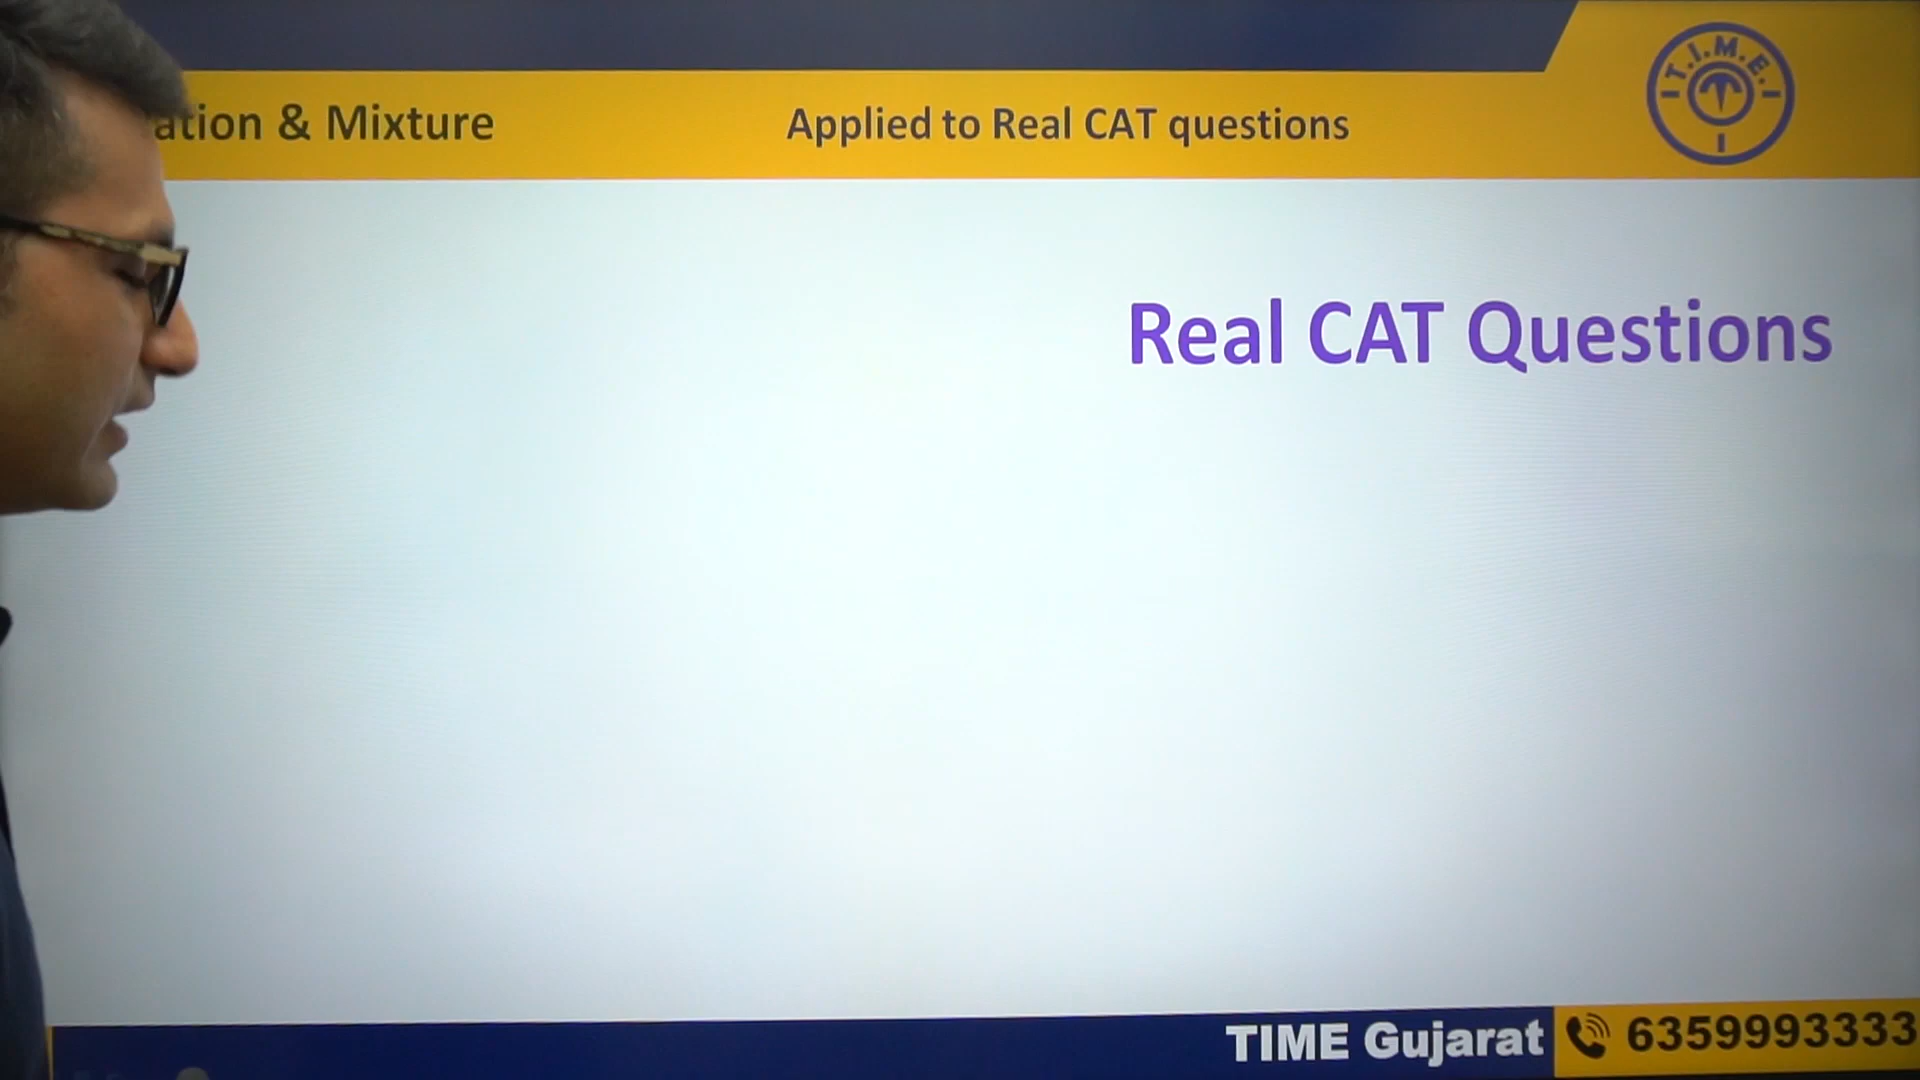 ation & Mixture
Applied to Real CAT questions
T.I.M.E.
Real CAT Questions
TIME Gujarat
6359993333